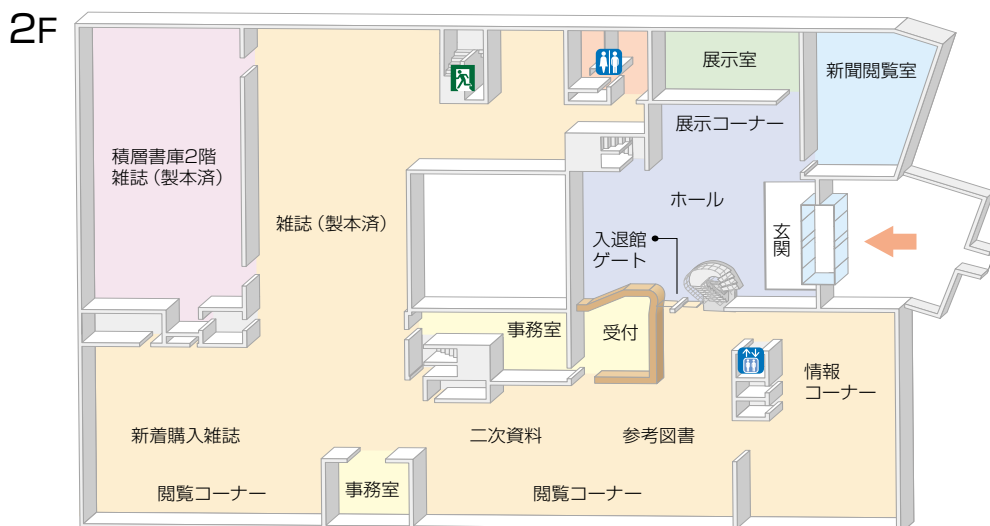 2F
展示室
新聞閲覧室
展示コーナー
積層書庫2階
雑誌（製本済）
雑誌（製本済）
ホール
入退館
ゲート
玄関
事務室
受付
情報
コーナー
新着購入雑誌
二次資料
参考図書
閲覧コーナー
事務室
閲覧コーナー